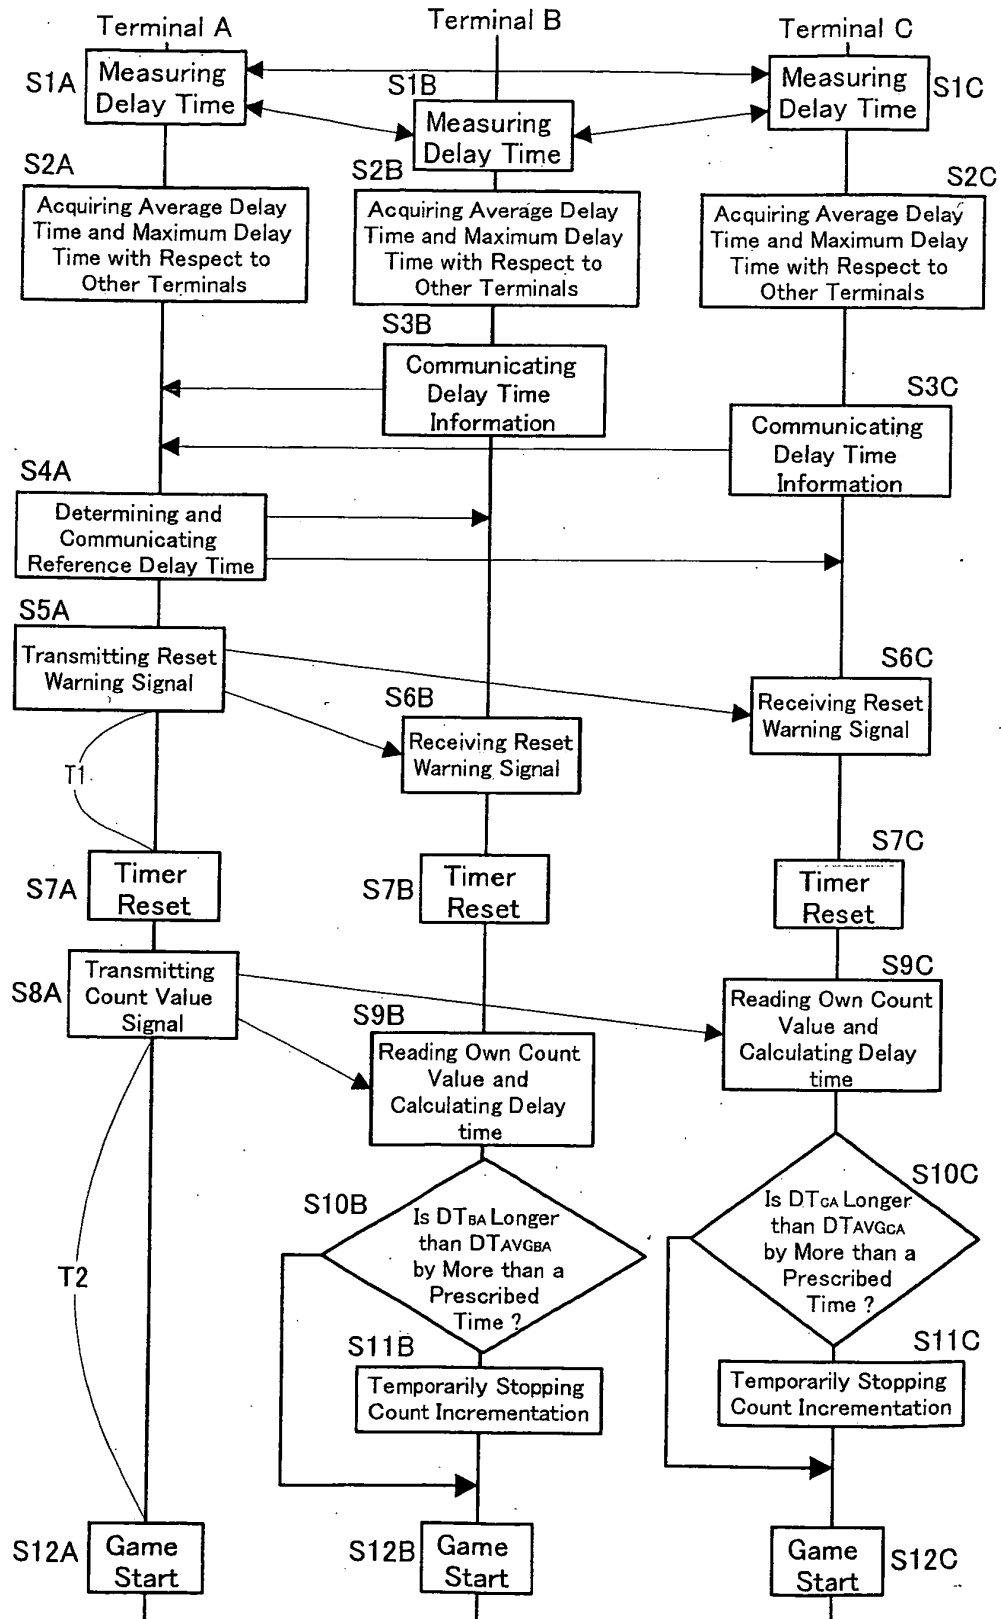 Terminal A
Terminal B
Terminal C
S1A
Measuring
Delay Time
S1B
Measuring
Delay Time
S1C
Measuring
Delay Time
S2A
Acquiring Average Delay
Time and Maximum Delay
Time with Respect to
Other Terminals
S2B
Acquiring Average Delay
Time and Maximum Delay
Time with Respect to
Other Terminals
S2C
Acquiring Average Delay
Time and Maximum Delay
Time with Respect to
Other Terminals
S3B
Communicating
Delay Time
Information
S3C
Communicating
Delay Time
Information
S4A
Determining and
Communicating
Reference Delay Time
S5A
Transmitting Reset
Warning Signal
S6B
Receiving Reset
Warning Signal
S6C
Receiving Reset
Warning Signal
T1
S7A
Timer
Reset
S7B
Timer
Reset
S7C
Timer
Reset
S8A
Transmitting
Count Value
Signal
S9B
Reading Own Count
Value and
Calculating Delay
time
S9C
Reading Own Count
Value and
Calculating Delay
time
T2
S10B
Is DTBA Longer
than DTAVGBA
by More than a
Prescribed
Time ?
S10C
Is DTCA Longer
than DTAVGCA
by More than a
Prescribed
Time ?
S11B
Temporarily Stopping
Count Incrementation
S11C
Temporarily Stopping
Count Incrementation
S12A
Game
Start
S12B
Game
Start
Game
Start
S12C